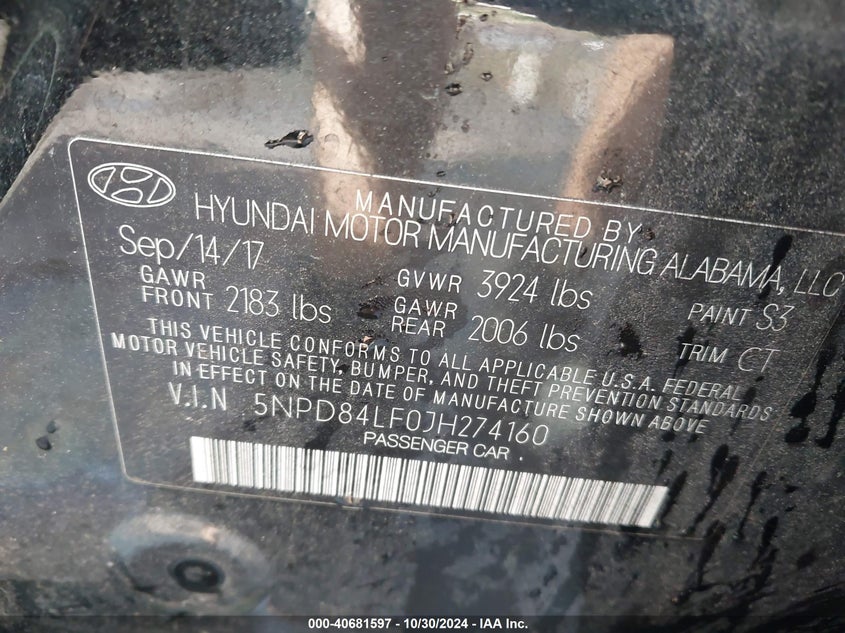 MANUFACTURED BY
HYUNDAI MOTOR MANUFACTURING ALABAMA, LLC
Sep/14/17
GAWR FRONT 2183 lbs
GVWR 3924 lbs
GAWR REAR 2006 lbs
PAINT S3
TRIM CT
THIS VEHICLE CONFORMS TO ALL APPLICABLE U.S.A. FEDERAL
MOTOR VEHICLE SAFETY, BUMPER, AND THEFT PREVENTION STANDARDS
IN EFFECT ON THE DATE OF MANUFACTURE SHOWN ABOVE
V.I.N 5NPD84LF0JH274160
PASSENGER CAR
000-40681597 - 10/30/2024 - IAA Inc.